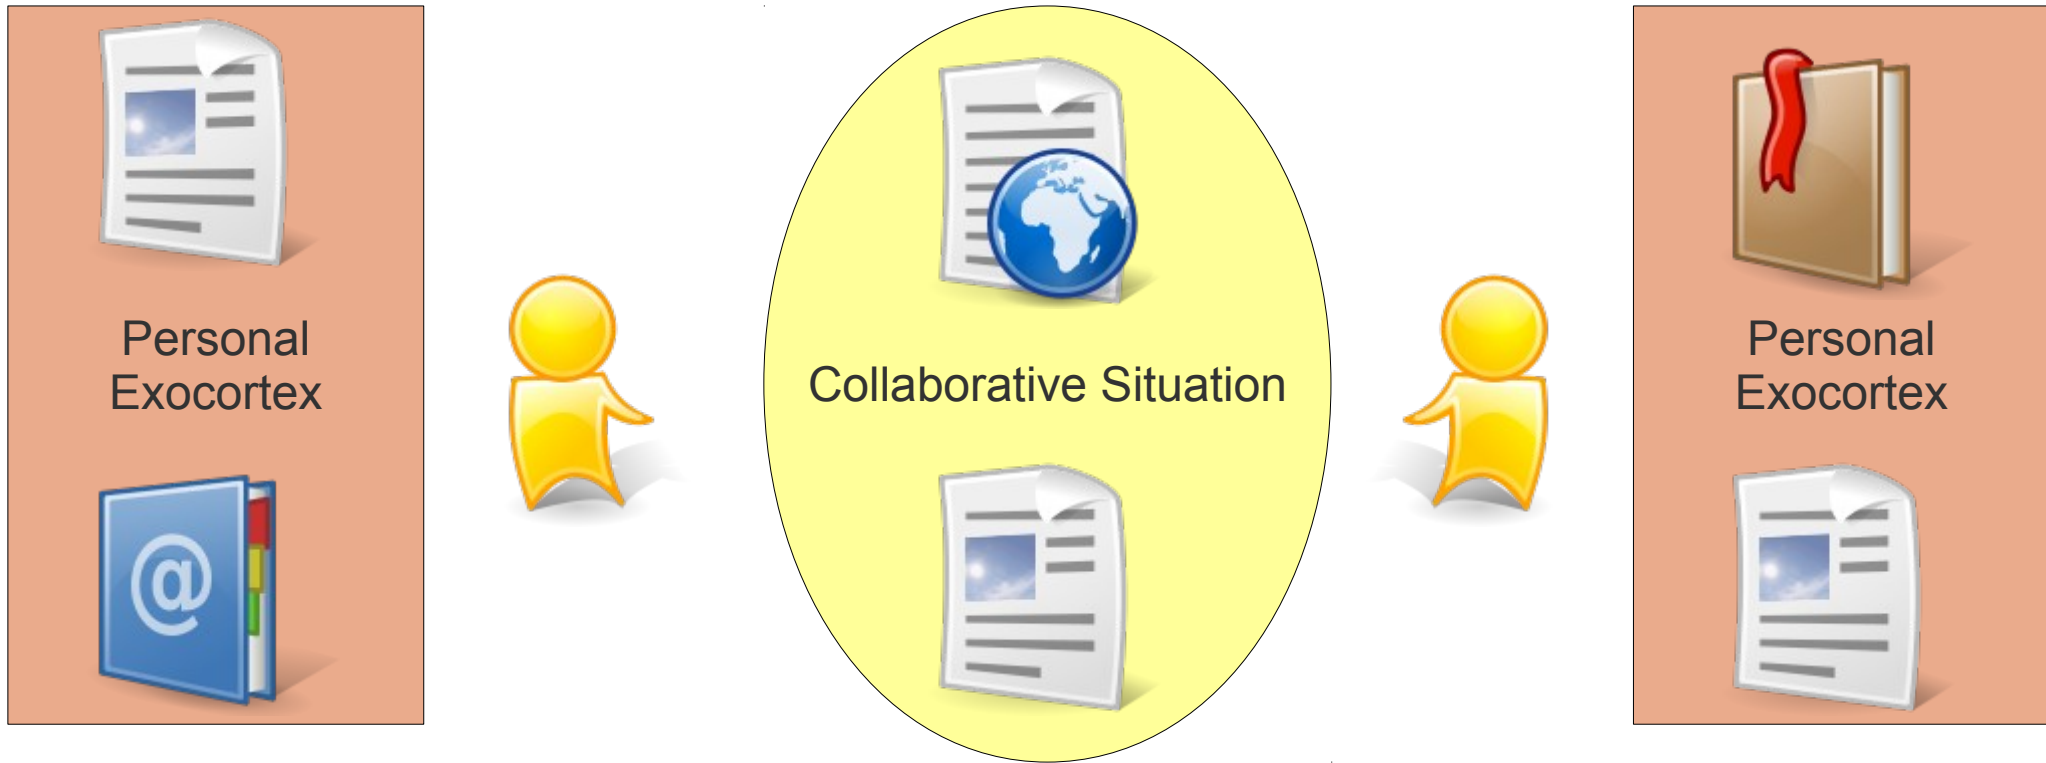 Personal
Exocortex
@
Collaborative Situation
Personal
Exocortex